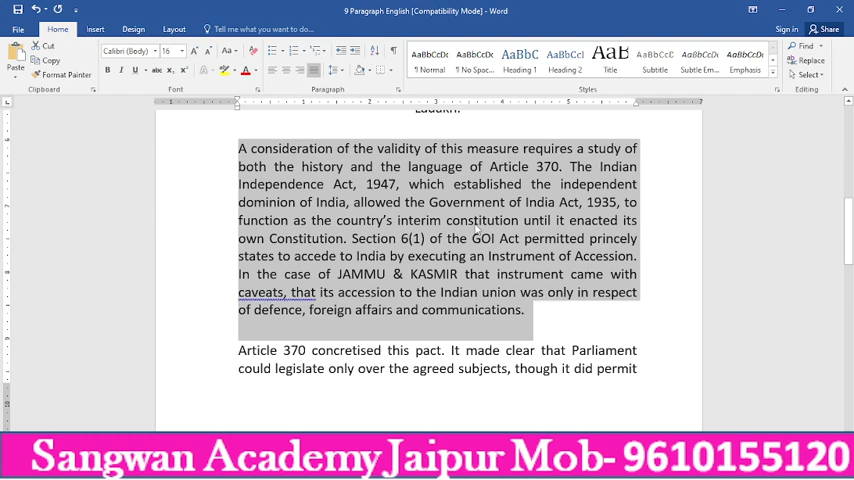 9 Paragraph English [Compatibility Mode] - Word
Sign in
Share
File
Home
Insert
Design
Layout
Tell me what you want to do...
Paste
Cut
Copy
Format Painter
Clipboard
Calibri (Body)
16
Font
Paragraph
AaBbCcDc AaBbCcDc AaBbC AaBbCcI AaB AaBbCcD AaBbCcDc AaBbCcDc
¶ Normal ¶ No Spac... Heading 1 Heading 2 Title Subtitle Subtle Em... Emphasis
Styles
Find
Replace
Select
Editing
Ladakh.
A consideration of the validity of this measure requires a study of
both the history and the language of Article 370. The Indian
Independence Act, 1947, which established the independent
dominion of India, allowed the Government of India Act, 1935, to
function as the country's interim constitution until it enacted its
own Constitution. Section 6(1) of the GOI Act permitted princely
states to accede to India by executing an Instrument of Accession.
In the case of JAMMU & KASMIR that instrument came with
caveats, that its accession to the Indian union was only in respect
of defence, foreign affairs and communications.
Article 370 concretised this pact. It made clear that Parliament
could legislate only over the agreed subjects, though it did permit
Sangwan Academy Jaipur Mob- 9610155120